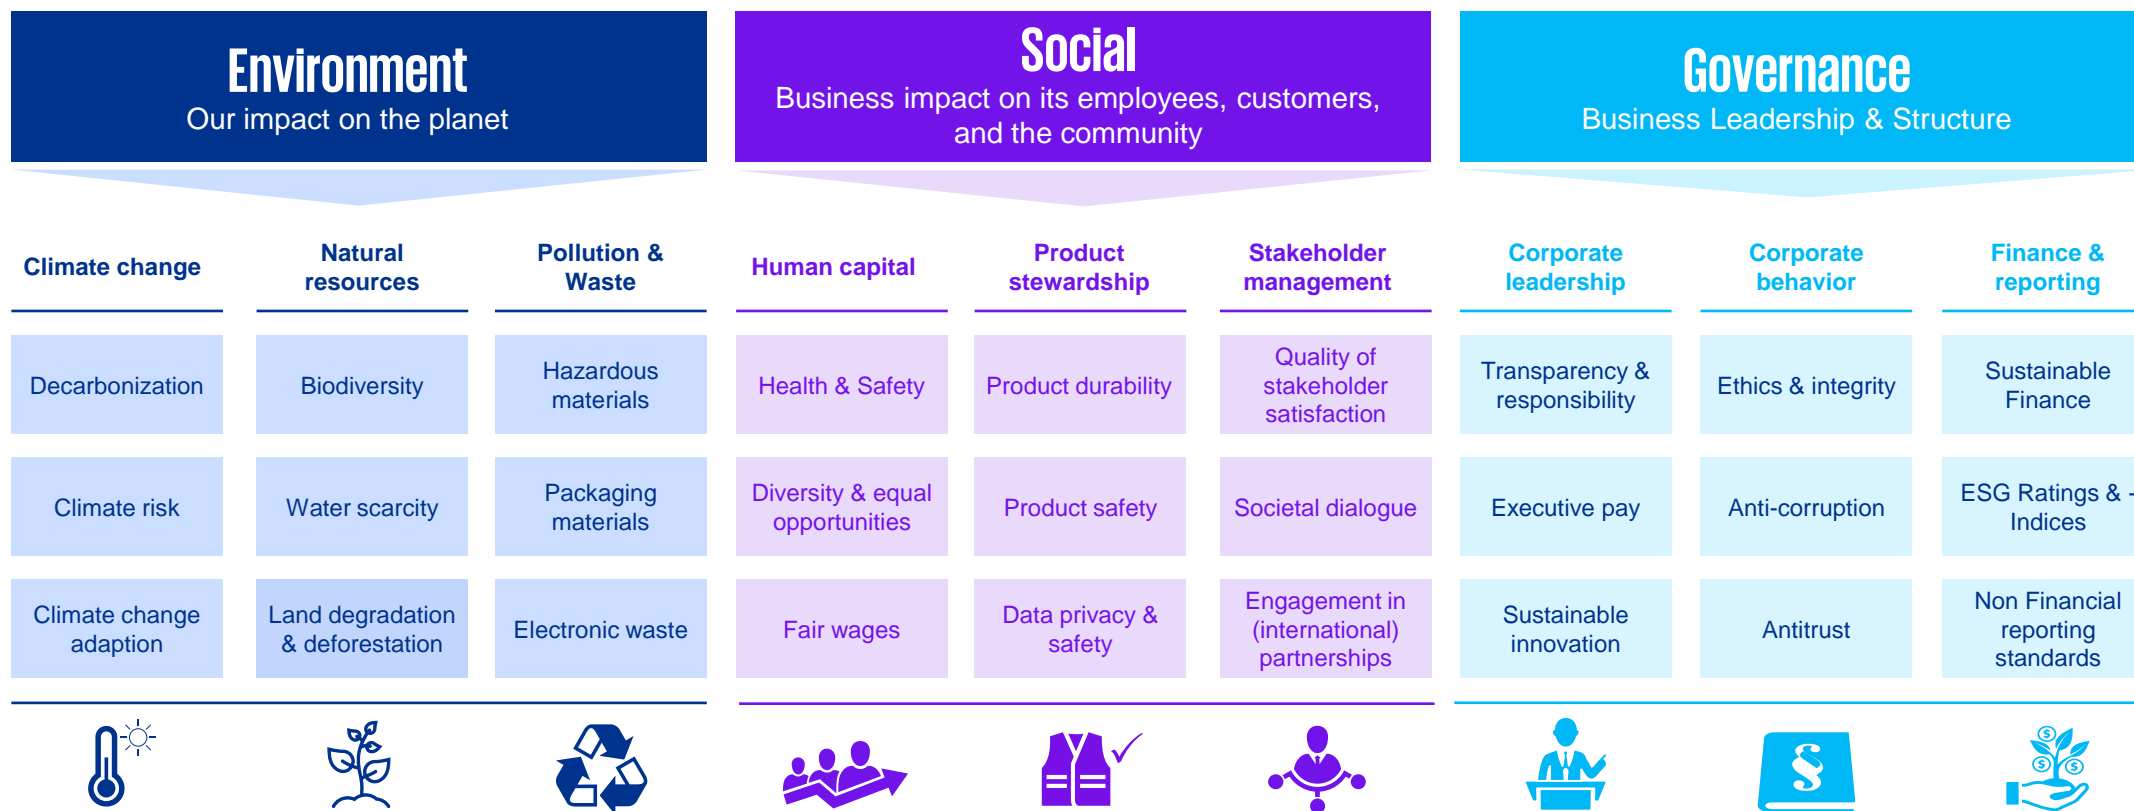 Environment
Our impact on the planet
Social
Business impact on its employees, customers,
and the community
Governance
Business Leadership & Structure
Climate change
Natural
resources
Pollution &
Waste
Human capital
Product
stewardship
Stakeholder
management
Corporate
leadership
Corporate
behavior
Finance &
reporting
Decarbonization
Biodiversity
Hazardous
materials
Health & Safety
Product durability
Quality of
stakeholder
satisfaction
Transparency &
responsibility
Ethics & integrity
Sustainable
Finance
Climate risk
Water scarcity
Packaging
materials
Diversity & equal
opportunities
Product safety
Societal dialogue
Executive pay
Anti-corruption
ESG Ratings & -
Indices
Climate change
adaption
Land degradation
& deforestation
Electronic waste
Fair wages
Data privacy &
safety
Engagement in
(international)
partnerships
Sustainable
innovation
Antitrust
Non Financial
reporting
standards
§
$
$
$